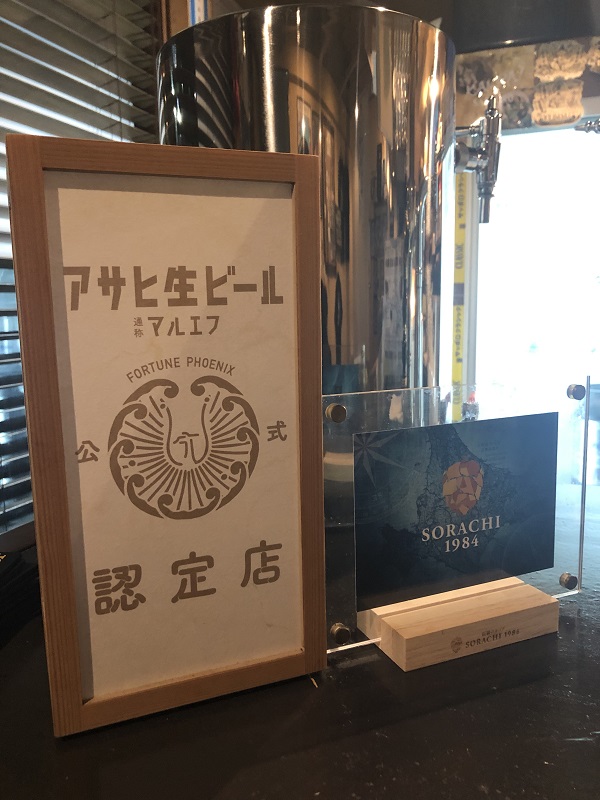 アサヒ生ビール
通称 マルエフ
FORTUNE PHOENIX
公式
認定店
SORACHI
1984
SORACHI 1984